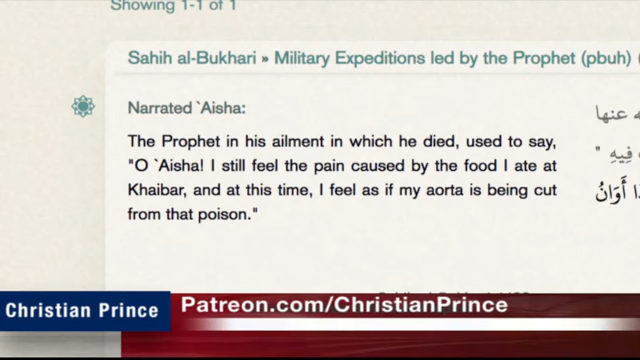 Showing 1-1 of 1
Sahih al-Bukhari » Military Expeditions led by the Prophet (pbuh) (
Narrated `Aisha:
The Prophet in his ailment in which he died, used to say,
"O `Aisha! I still feel the pain caused by the food I ate at
Khaibar, and at this time, I feel as if my aorta is being cut
from that poison."
عنها
فِيهِ "
أَوَانُ
Christian Prince
Patreon.com/ChristianPrince